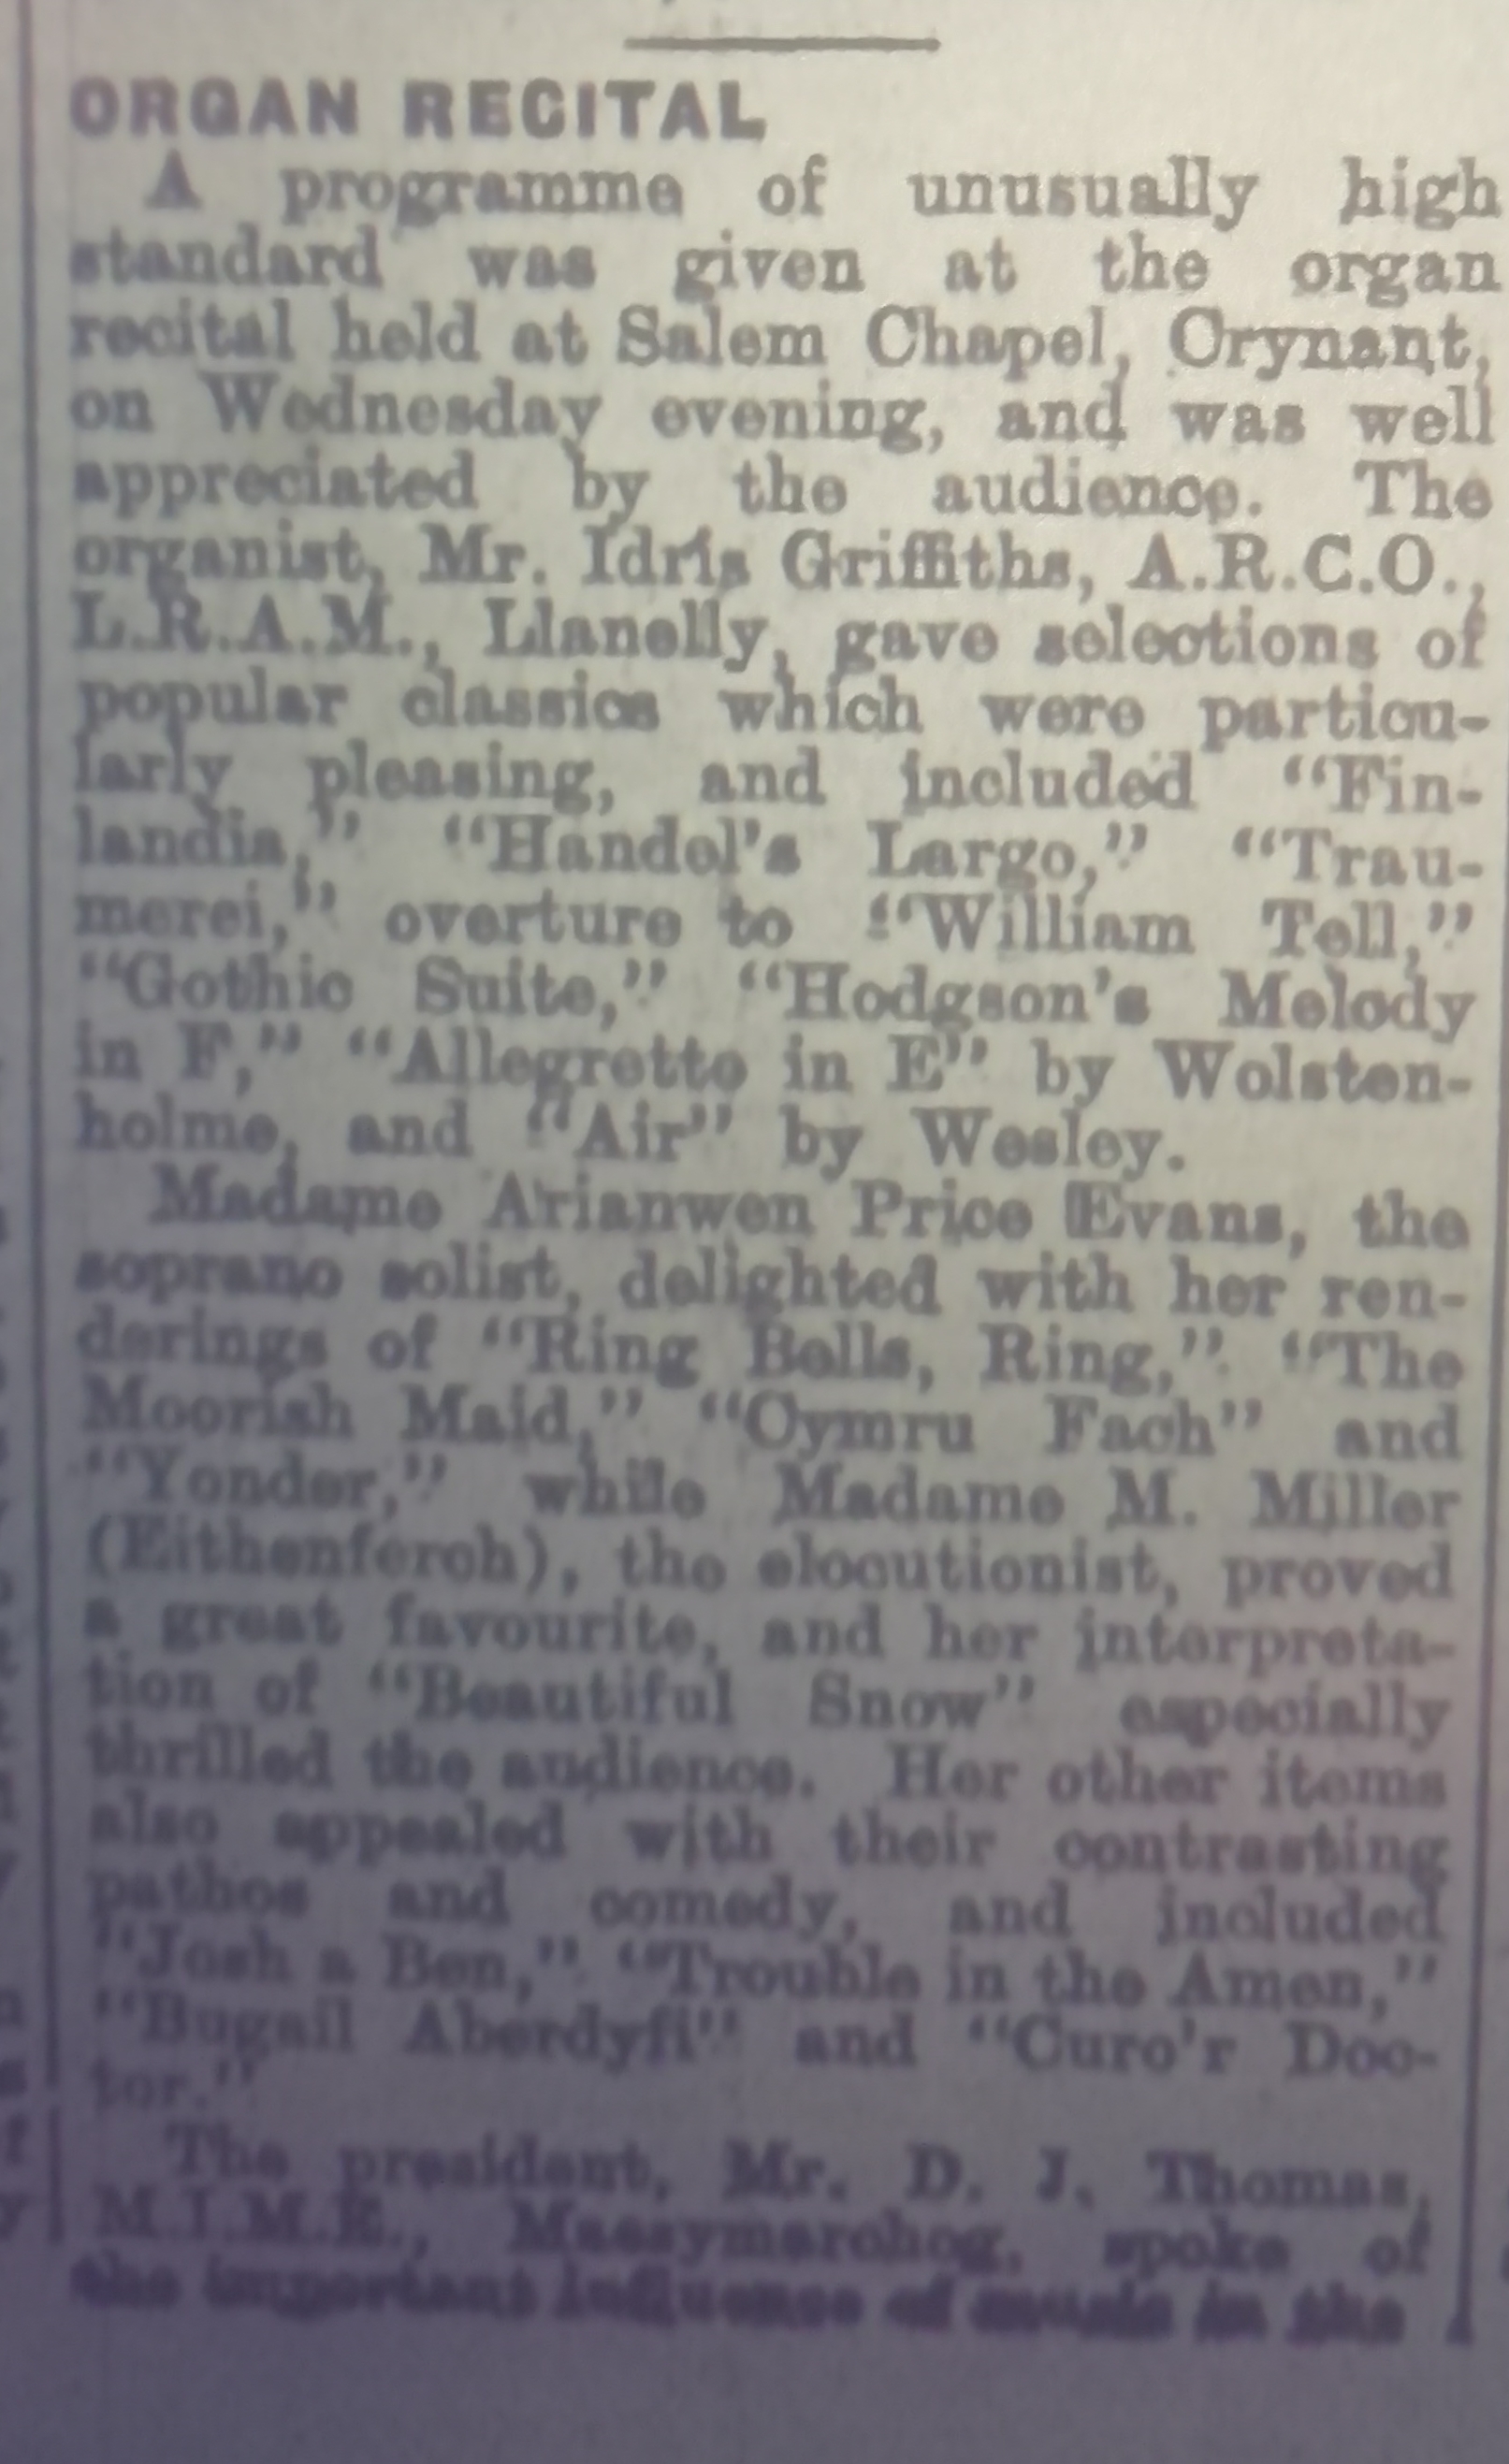 ORGAN RECITAL
A programme of unusually high
standard was given at the organ
recital held at Salem Chapel, Crynant,
on Wednesday evening, and was well
appreciated by the audience. The
organist, Mr. Idris Griffiths, A.R.C.O.,
L.R.A.M., Llanelly, gave selections of
popular classics which were particu-
larly pleasing, and included “Fin-
landia,” “Handel’s Largo,” “Trau-
merei,” overture to “William Tell,”
“Gothic Suite,” “Hodgson’s Melody
in F,” “Allegretto in E” by Wolsten-
holme, and “Air” by Wesley.
Madame Arianwen Price Evans, the
soprano solist, delighted with her ren-
derings of “Ring Bells, Ring,” “The
Moorish Maid,” “Cymru Fach” and
“Yonder,” while Madame M. Miller
(Eithenferch), the elocutionist, proved
a great favourite, and her interpreta-
tion of “Beautiful Snow” especially
thrilled the audience. Her other items
also appealed with their contrasting
pathos and comedy, and included
“Josh a Ben,” “Trouble in the Amen,”
“Bugail Aberdyfi” and “Curo’r Doc-
tor.”
The president, Mr. D. J. Thomas,
M.I.M.E., Maesymarchog, spoke of
the important influence of music in the